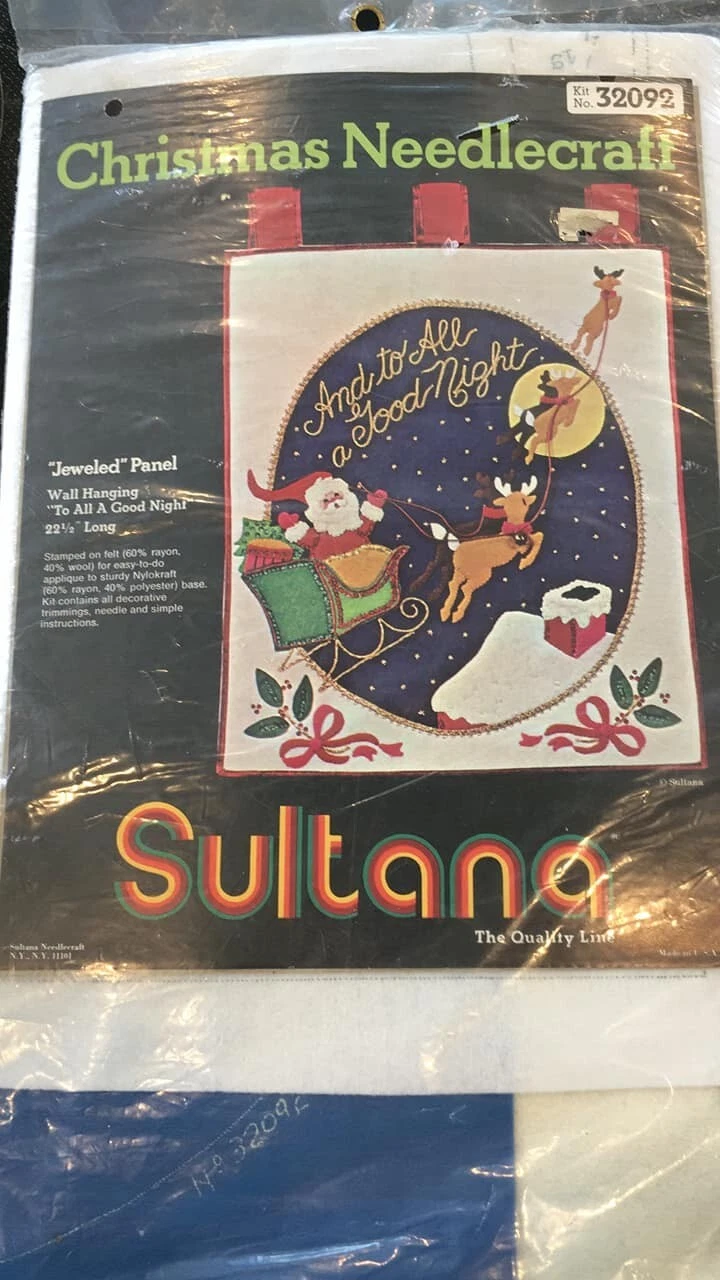 Kit
No. 32092
Christmas Needlecraft
And to All
a Good Night
"Jeweled" Panel
Wall Hanging
"To All A Good Night
22½" Long
Stamped on felt (60% rayon,
40% wool) for easy-to-do
applique to sturdy Nylokraft
(60% rayon, 40% polyester) base.
Kit contains all decorative
trimmings, needle and simple
instructions.
© Sultana
Sultana
The Quality Line
Sultana Needlecraft
N.Y., N.Y. 11101
Made in U.S.A
Nº 32092